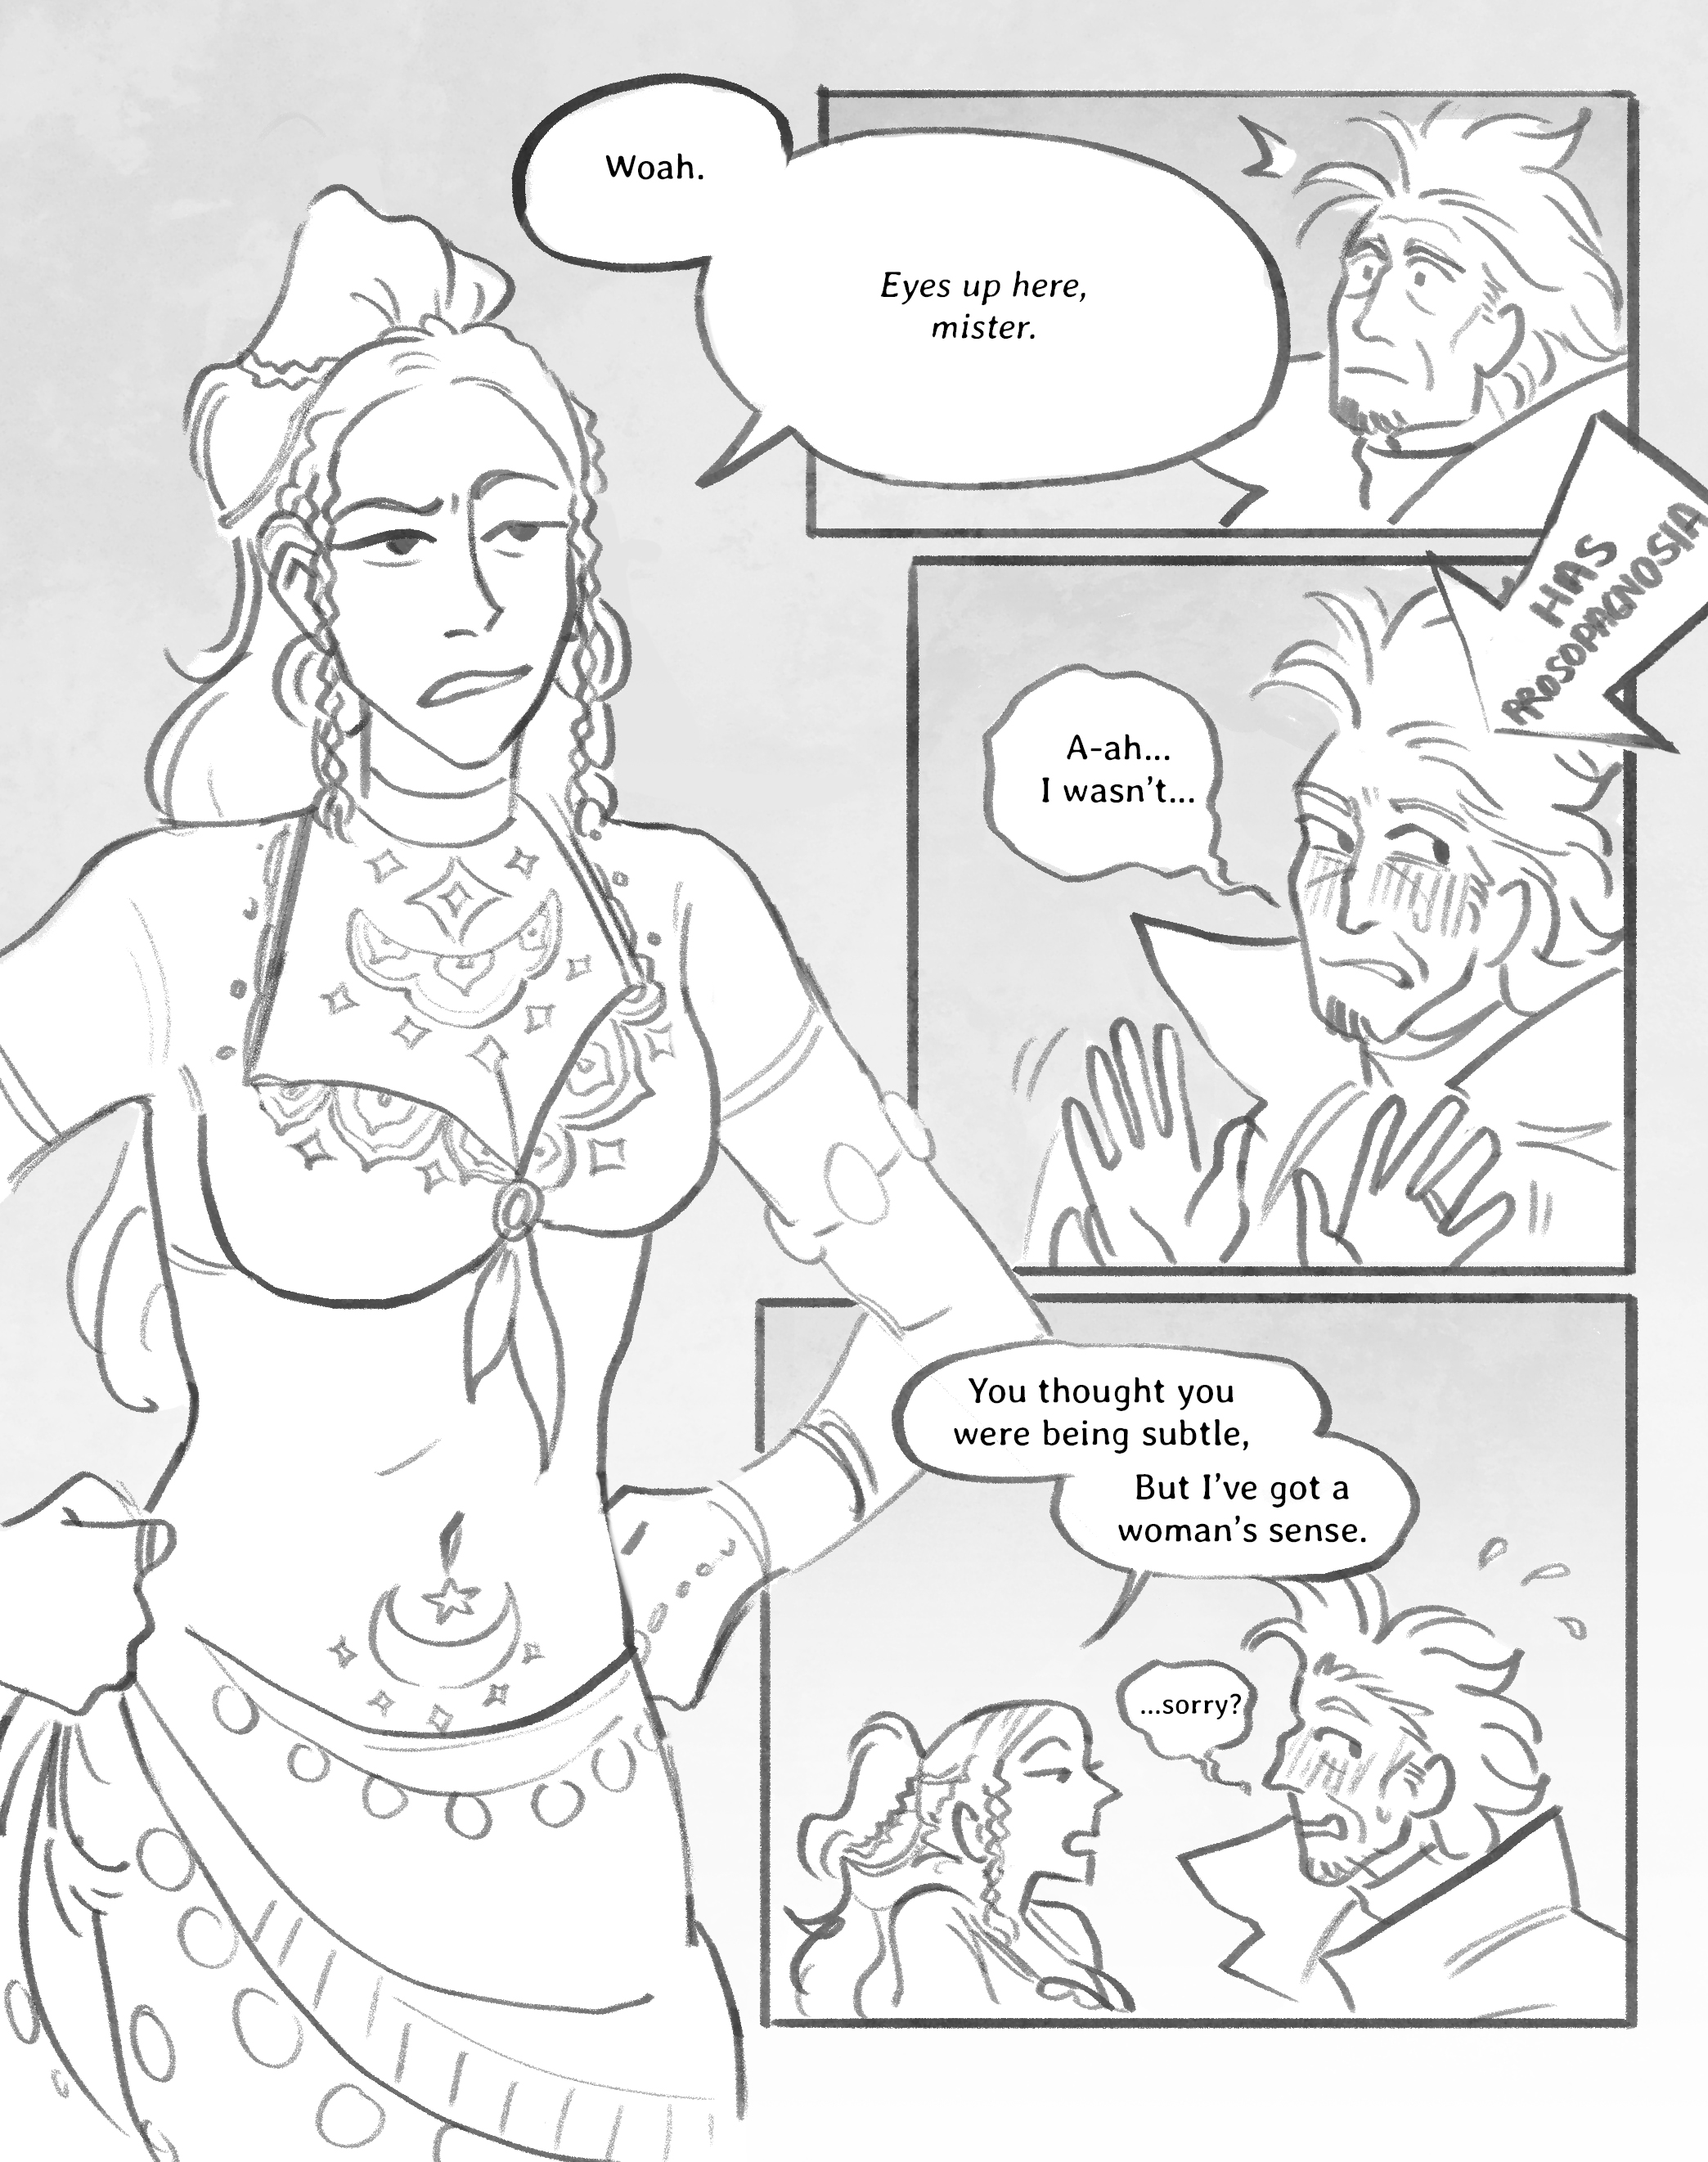 Woah.
Eyes up here,
mister.
HAS
PROSOPAGNOSIA
A-ah...
I wasn't...
You thought you
were being subtle,
But I've got a
woman's sense.
...sorry?